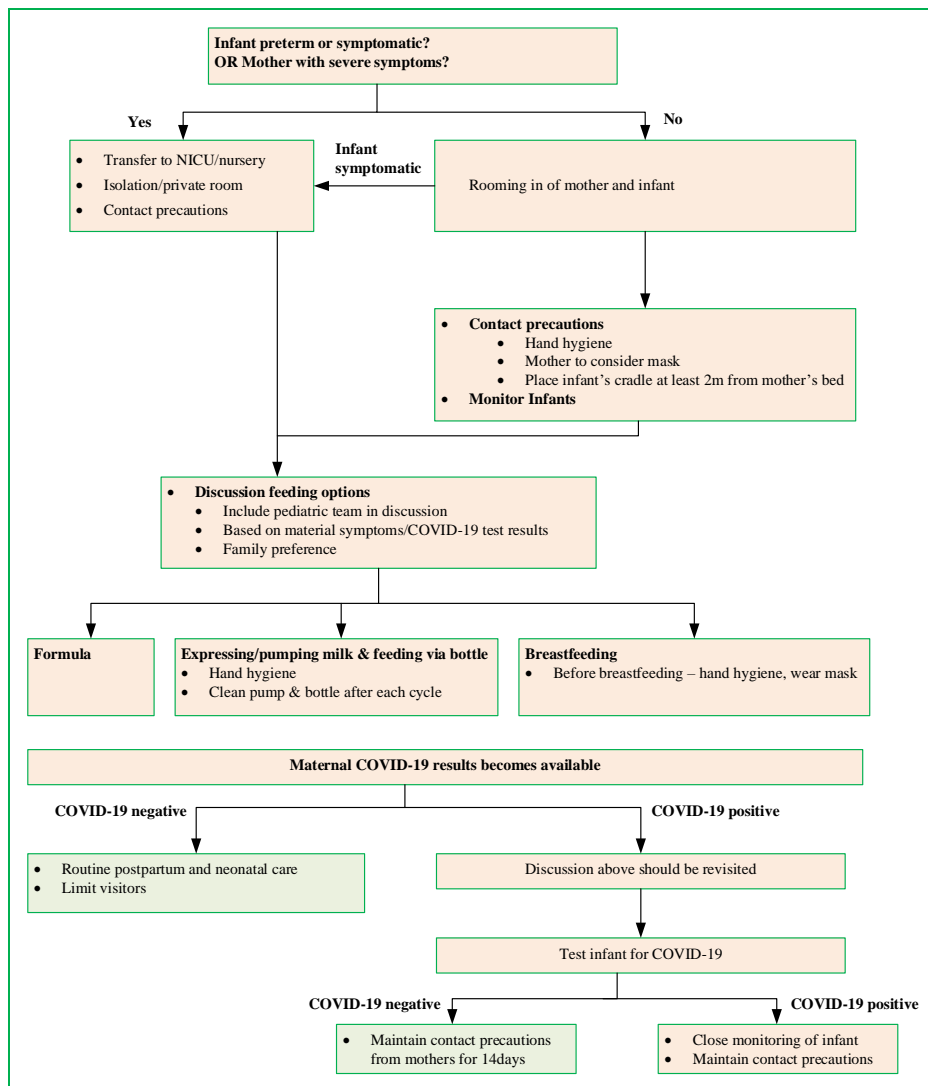 Infant preterm or symptomatic?
OR Mother with severe symptoms?
Yes
No
• Transfer to NICU/nursery
• Isolation/private room
• Contact precautions
Infant
symptomatic
Rooming in of mother and infant
• Contact precautions
• Hand hygiene
• Mother to consider mask
• Place infant's cradle at least 2m from mother's bed
• Monitor Infants
• Discussion feeding options
• Include pediatric team in discussion
• Based on material symptoms/COVID-19 test results
• Family preference
Formula
Expressing/pumping milk & feeding via bottle
• Hand hygiene
• Clean pump & bottle after each cycle
Breastfeeding
• Before breastfeeding – hand hygiene, wear mask
Maternal COVID-19 results becomes available
COVID-19 negative
COVID-19 positive
• Routine postpartum and neonatal care
• Limit visitors
Discussion above should be revisited
Test infant for COVID-19
COVID-19 negative
COVID-19 positive
• Maintain contact precautions
from mothers for 14days
• Close monitoring of infant
• Maintain contact precautions